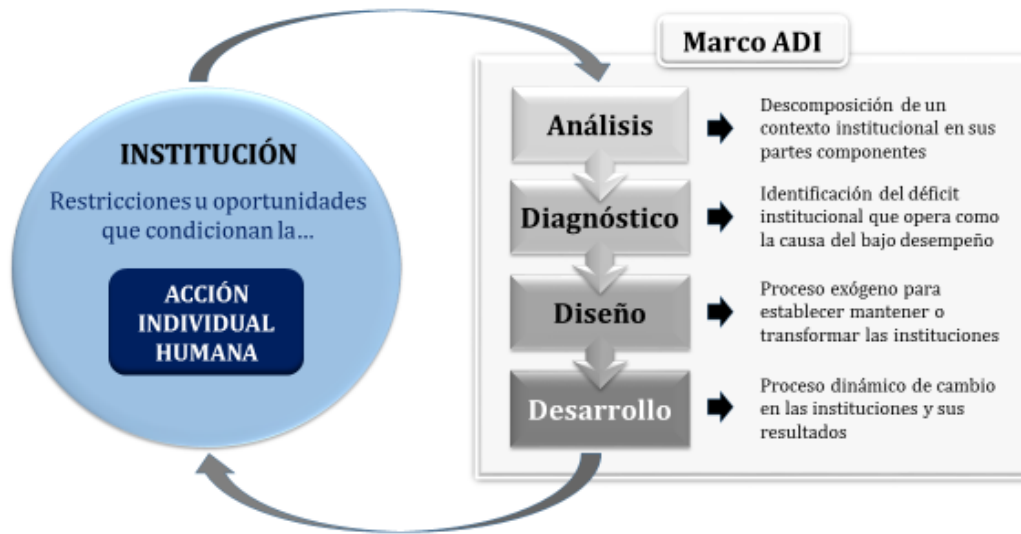 INSTITUCIÓN
Restricciones u oportunidades
que condicionan la...
ACCIÓN
INDIVIDUAL
HUMANA
Marco ADI
Análisis
Descomposición de un
contexto institucional en sus
partes componentes
Diagnóstico
Identificación del déficit
institucional que opera como
la causa del bajo desempeño
Diseño
Proceso exógeno para
establecer mantener o
transformar las instituciones
Desarrollo
Proceso dinámico de cambio
en las instituciones y sus
resultados